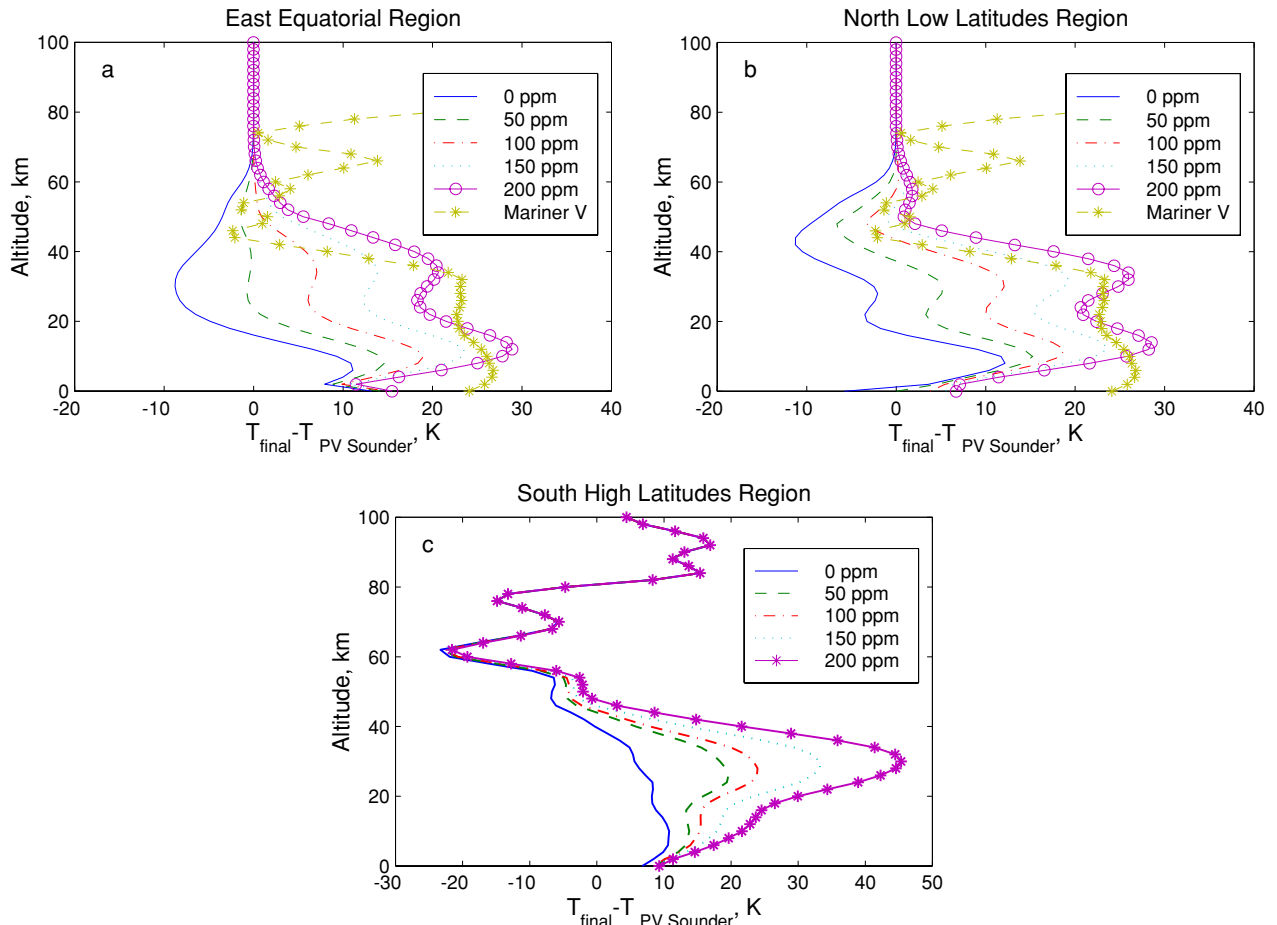 East Equatorial Region
a
100
80
60
40
20
0
-20
-10
0
10
20
30
40
Altitude, km
T final - T PV Sounder, K
0 ppm
50 ppm
100 ppm
150 ppm
200 ppm
Mariner V
North Low Latitudes Region
b
100
80
60
40
20
0
-20
-10
0
10
20
30
40
Altitude, km
T final - T PV Sounder, K
0 ppm
50 ppm
100 ppm
150 ppm
200 ppm
Mariner V
South High Latitudes Region
c
100
80
60
40
20
0
-30
-20
-10
0
10
20
30
40
50
Altitude, km
T final - T PV Sounder, K
0 ppm
50 ppm
100 ppm
150 ppm
200 ppm